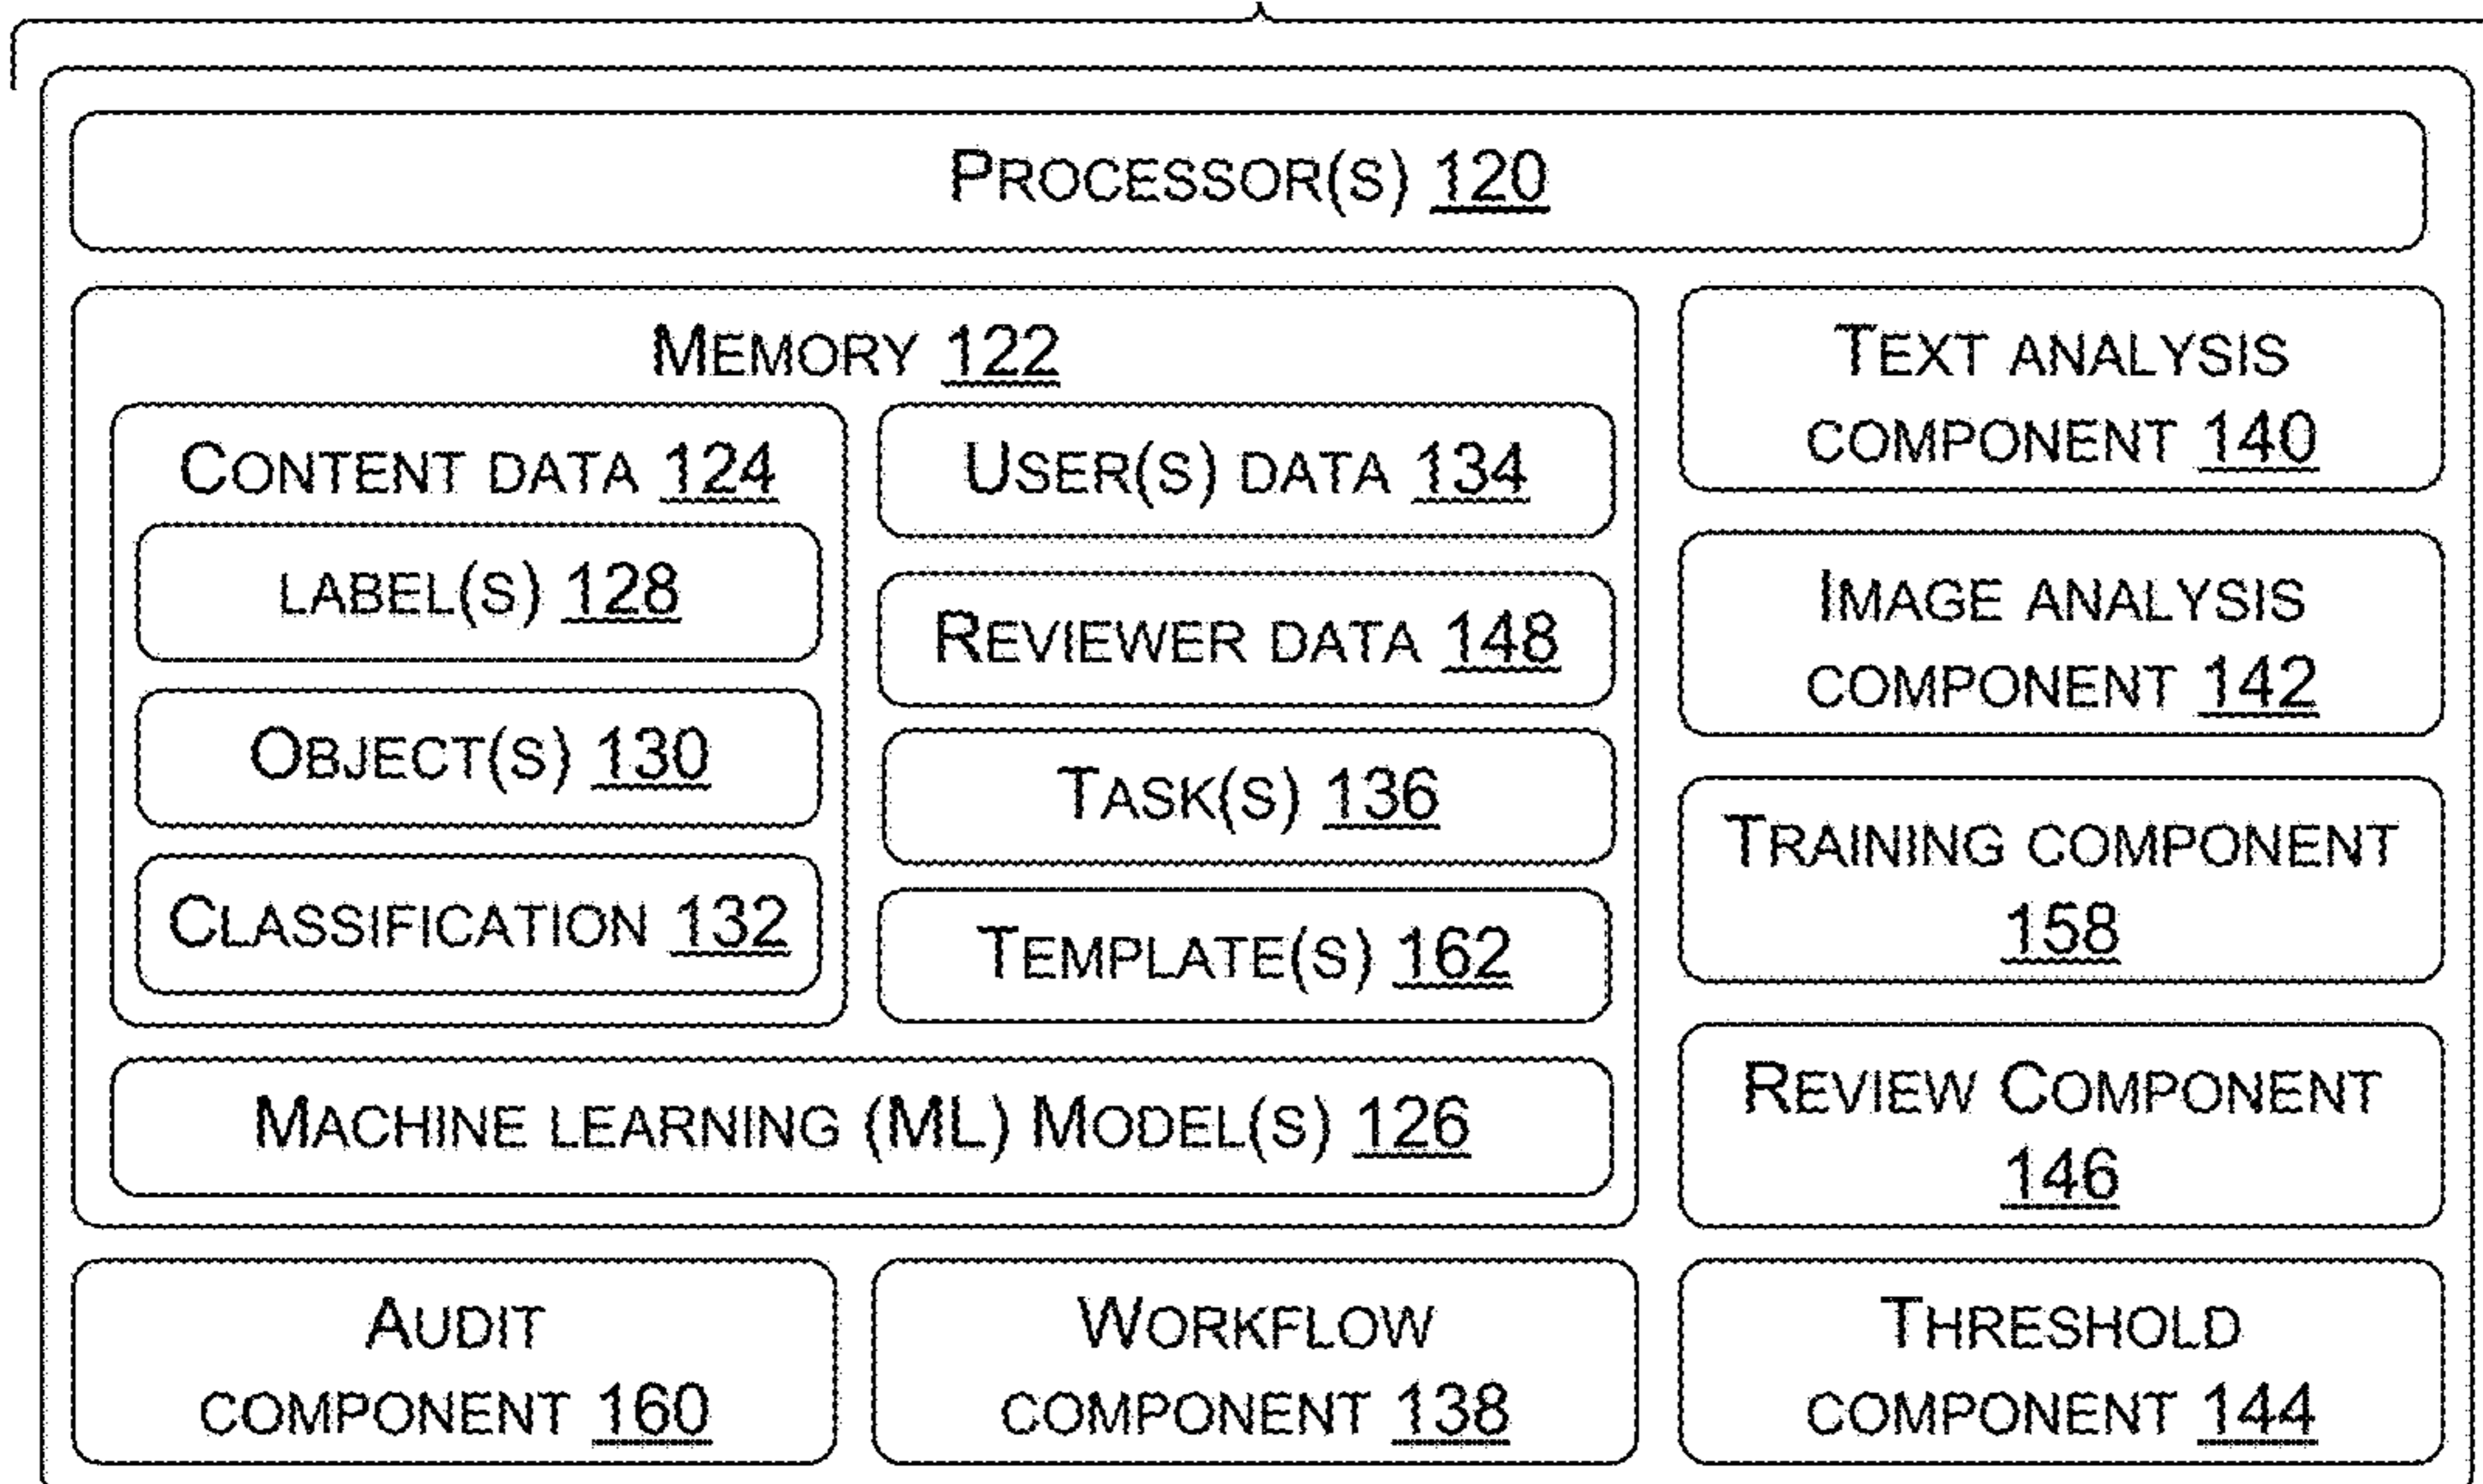 PROCESSOR(S) 120
MEMORY 122
CONTENT DATA 124
LABEL(S) 128
OBJECT(S) 130
CLASSIFICATION 132
USER(S) DATA 134
REVIEWER DATA 148
TASK(S) 136
TEMPLATE(S) 162
MACHINE LEARNING (ML) MODEL(S) 126
TEXT ANALYSIS
COMPONENT 140
IMAGE ANALYSIS
COMPONENT 142
TRAINING COMPONENT
158
REVIEW COMPONENT
146
AUDIT
COMPONENT 160
WORKFLOW
COMPONENT 138
THRESHOLD
COMPONENT 144